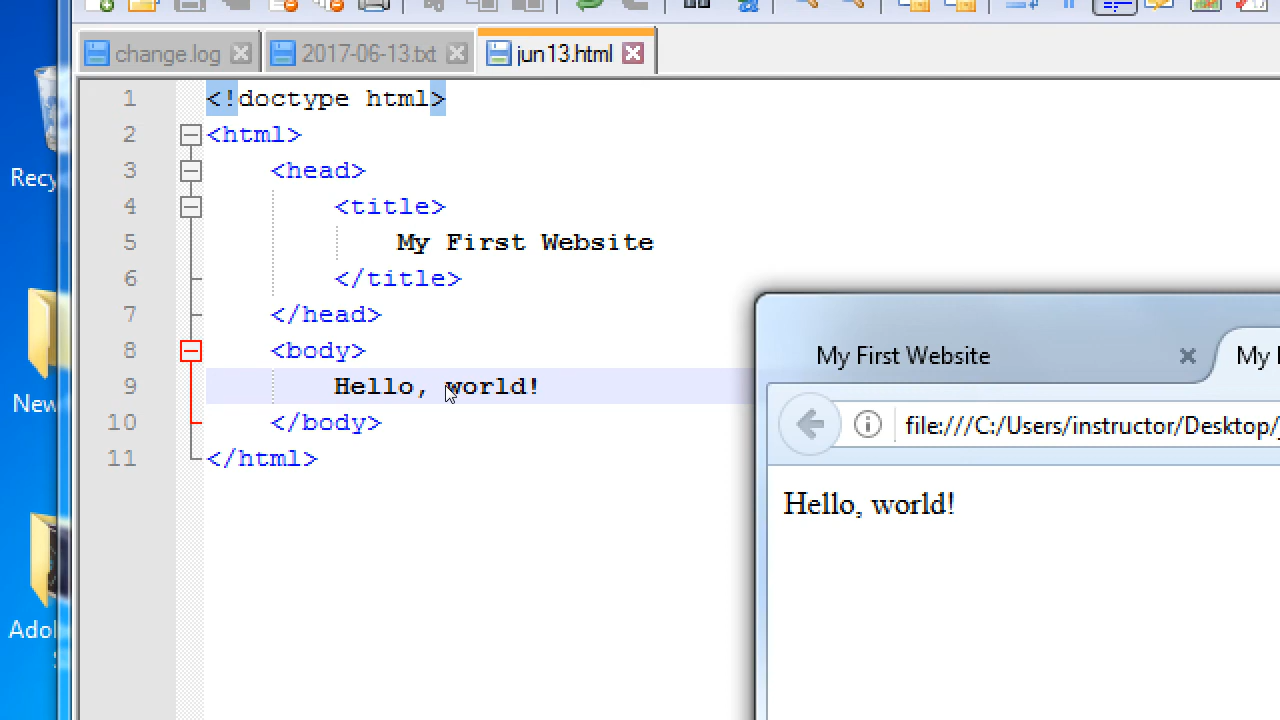 change.log
2017-06-13.txt
jun13.html
1 <!doctype html>
2 <html>
3 <head>
4 <title>
5 My First Website
6 </title>
7 </head>
8 <body>
9 Hello, world!
10 </body>
11 </html>
Recy
New
Adol
My First Website
My
file:///C:/Users/instructor/Desktop/
Hello, world!